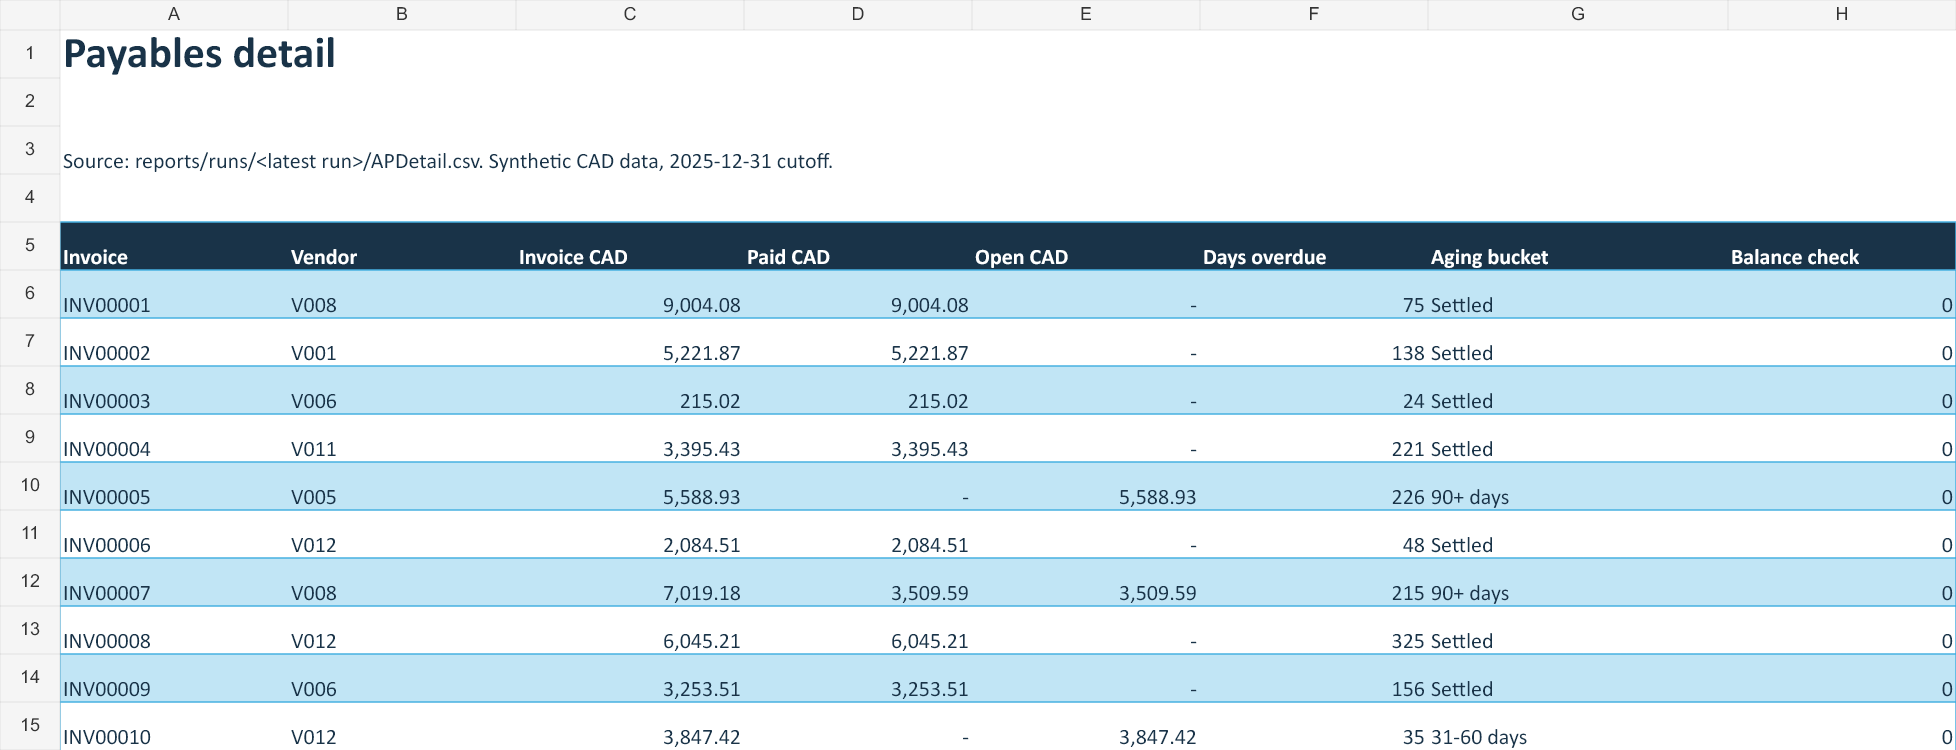 A B C D E F G H
1 Payables detail
2
3 Source: reports/runs/<latest run>/APDetail.csv. Synthetic CAD data, 2025-12-31 cutoff.
4
5 Invoice Vendor Invoice CAD Paid CAD Open CAD Days overdue Aging bucket Balance check
6 INV00001 V008 9,004.08 9,004.08 - 75 Settled 0
7 INV00002 V001 5,221.87 5,221.87 - 138 Settled 0
8 INV00003 V006 215.02 215.02 - 24 Settled 0
9 INV00004 V011 3,395.43 3,395.43 - 221 Settled 0
10 INV00005 V005 5,588.93 - 5,588.93 226 90+ days 0
11 INV00006 V012 2,084.51 2,084.51 - 48 Settled 0
12 INV00007 V008 7,019.18 3,509.59 3,509.59 215 90+ days 0
13 INV00008 V012 6,045.21 6,045.21 - 325 Settled 0
14 INV00009 V006 3,253.51 3,253.51 - 156 Settled 0
15 INV00010 V012 3,847.42 - 3,847.42 35 31-60 days 0